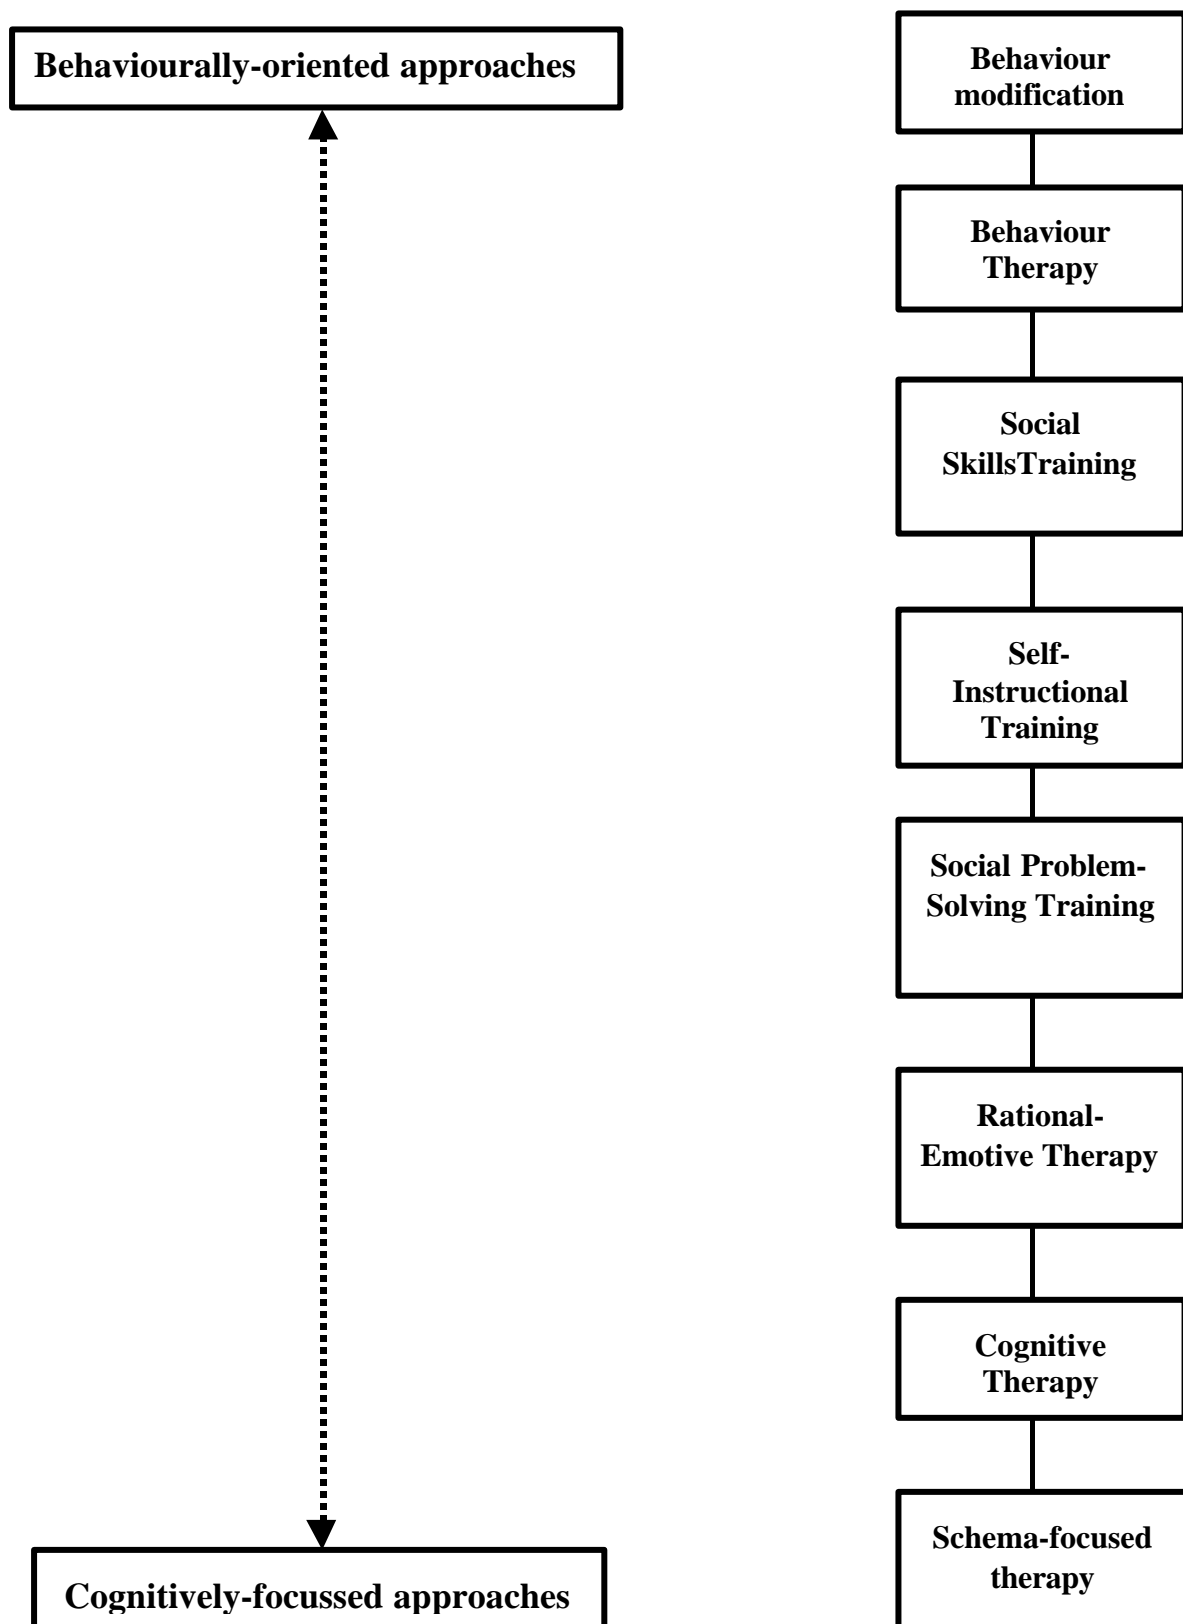 Behaviourally-oriented approaches
Behaviour
modification
Behaviour
Therapy
Social
SkillsTraining
Self-
Instructional
Training
Social Problem-
Solving Training
Rational-
Emotive Therapy
Cognitive
Therapy
Schema-focused
therapy
Cognitively-focussed approaches